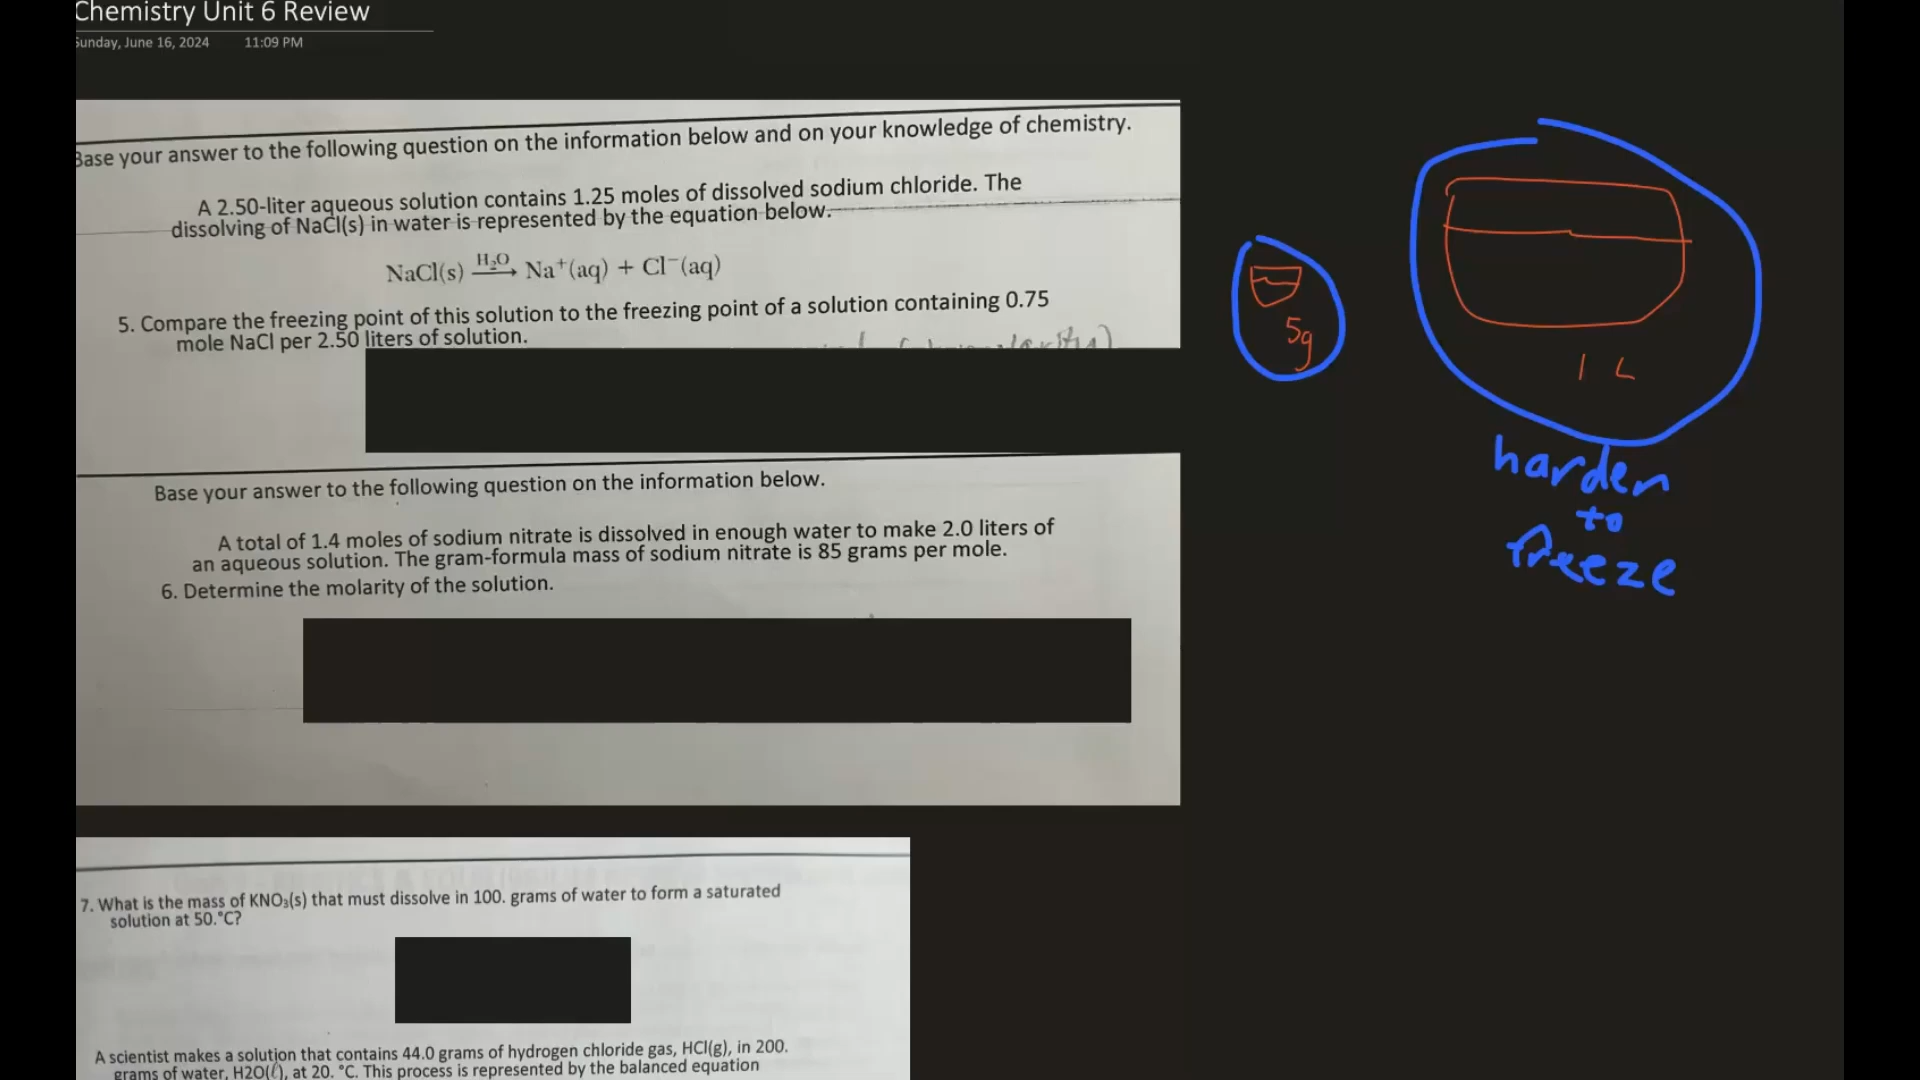 Chemistry Unit 6 Review
Sunday, June 16, 2024 11:09 PM
Base your answer to the following question on the information below and on your knowledge of chemistry.
A 2.50-liter aqueous solution contains 1.25 moles of dissolved sodium chloride. The
dissolving of NaCl(s) in water is represented by the equation below.
H₂O
NaCl(s) ⟶ Na⁺(aq) + Cl⁻(aq)
5. Compare the freezing point of this solution to the freezing point of a solution containing 0.75
mole NaCl per 2.50 liters of solution.
Base your answer to the following question on the information below.
A total of 1.4 moles of sodium nitrate is dissolved in enough water to make 2.0 liters of
an aqueous solution. The gram-formula mass of sodium nitrate is 85 grams per mole.
6. Determine the molarity of the solution.
7. What is the mass of KNO₃(s) that must dissolve in 100. grams of water to form a saturated
solution at 50.°C?
A scientist makes a solution that contains 44.0 grams of hydrogen chloride gas, HCl(g), in 200.
grams of water, H2O(ℓ), at 20. °C. This process is represented by the balanced equation
5g
1 L
harder
to
freeze